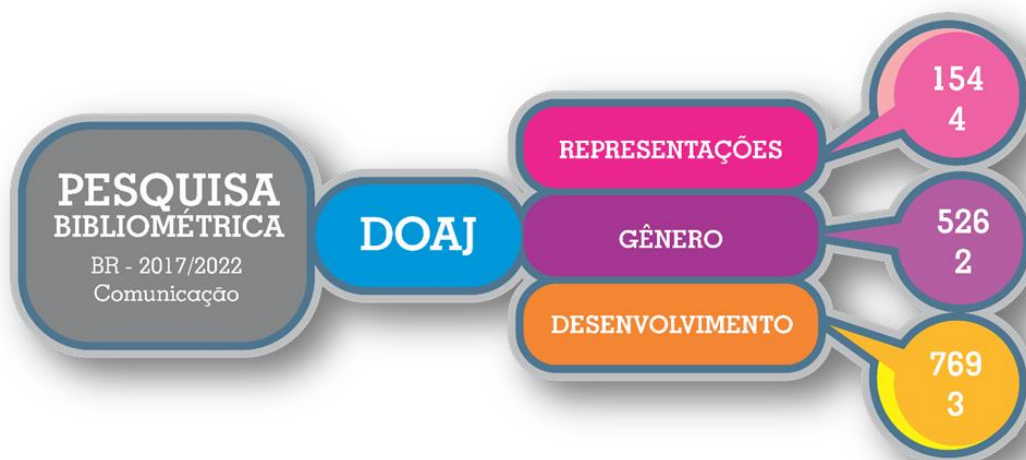 PESQUISA
BIBLIOMÉTRICA
BR - 2017/2022
Comunicação
DOAJ
REPRESENTAÇÕES
154
4
GÊNERO
526
2
DESENVOLVIMENTO
769
3